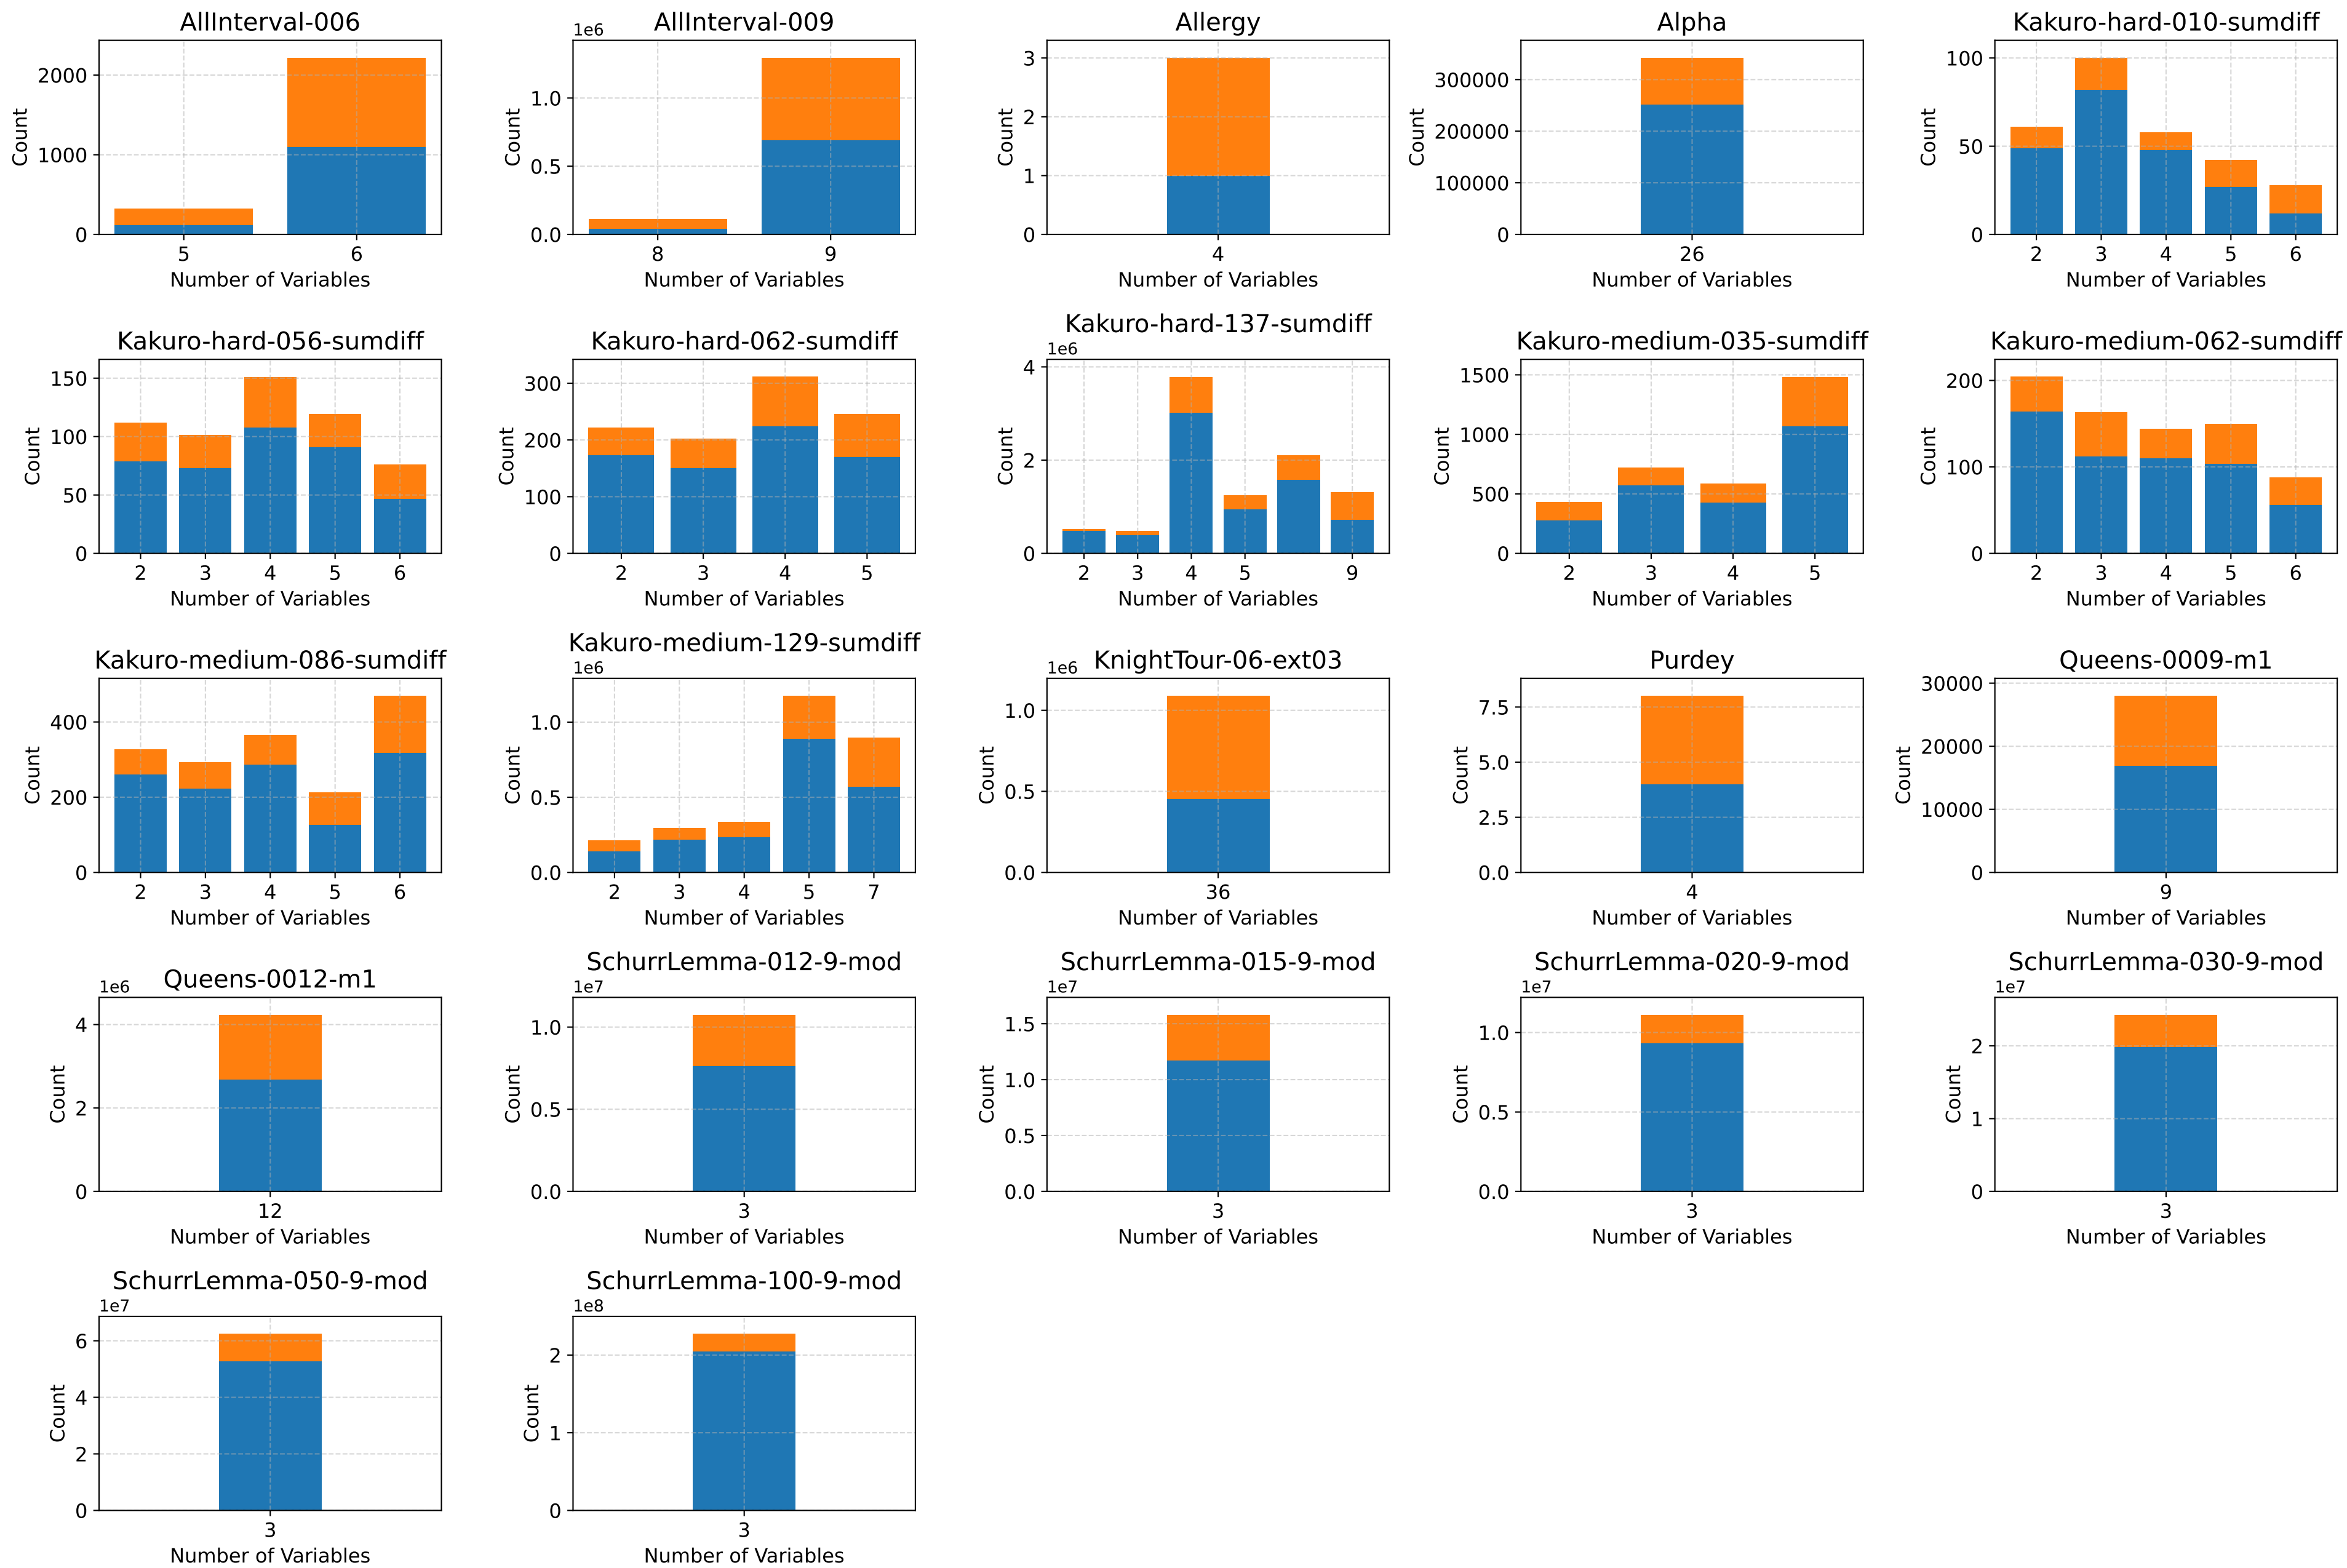 AllInterval-006
2000
1000
0
Count
5 6
Number of Variables
AllInterval-009
1e6
1.0
0.5
0.0
Count
8 9
Number of Variables
Allergy
3
2
1
0
Count
4
Number of Variables
Alpha
300000
200000
100000
0
Count
26
Number of Variables
Kakuro-hard-010-sumdiff
100
50
0
Count
2 3 4 5 6
Number of Variables
Kakuro-hard-056-sumdiff
150
100
50
0
Count
2 3 4 5 6
Number of Variables
Kakuro-hard-062-sumdiff
300
200
100
0
Count
2 3 4 5
Number of Variables
Kakuro-hard-137-sumdiff
1e6
4
2
0
Count
2 3 4 5 9
Number of Variables
Kakuro-medium-035-sumdiff
1500
1000
500
0
Count
2 3 4 5
Number of Variables
Kakuro-medium-062-sumdiff
200
100
0
Count
2 3 4 5 6
Number of Variables
Kakuro-medium-086-sumdiff
400
200
0
Count
2 3 4 5 6
Number of Variables
Kakuro-medium-129-sumdiff
1e6
1.0
0.5
0.0
Count
2 3 4 5 7
Number of Variables
KnightTour-06-ext03
1e6
1.0
0.5
0.0
Count
36
Number of Variables
Purdey
7.5
5.0
2.5
0.0
Count
4
Number of Variables
Queens-0009-m1
30000
20000
10000
0
Count
9
Number of Variables
Queens-0012-m1
1e6
4
2
0
Count
12
Number of Variables
SchurrLemma-012-9-mod
1e7
1.0
0.5
0.0
Count
3
Number of Variables
SchurrLemma-015-9-mod
1e7
1.5
1.0
0.5
0.0
Count
3
Number of Variables
SchurrLemma-020-9-mod
1e7
1.0
0.5
0.0
Count
3
Number of Variables
SchurrLemma-030-9-mod
1e7
2
1
0
Count
3
Number of Variables
SchurrLemma-050-9-mod
1e7
6
4
2
0
Count
3
Number of Variables
SchurrLemma-100-9-mod
1e8
2
1
0
Count
3
Number of Variables